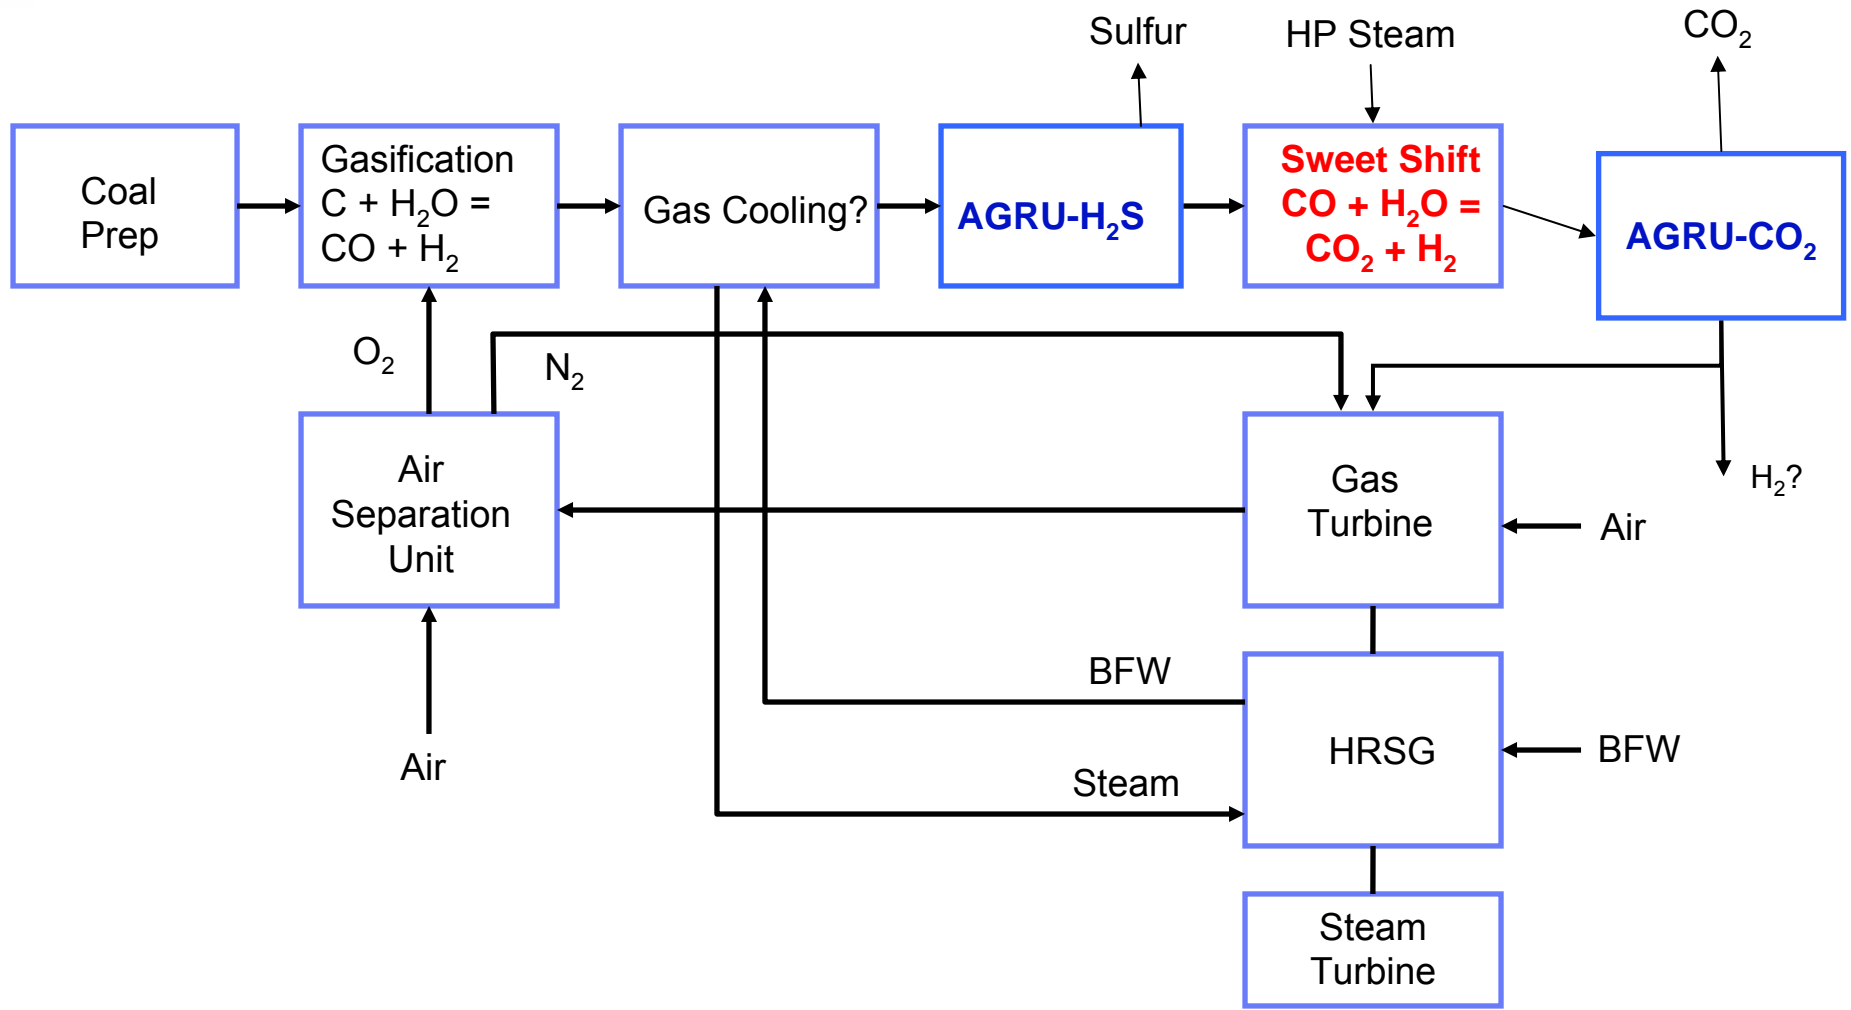 Sulfur
HP Steam
CO₂
Coal
Prep
Gasification
C + H₂O =
CO + H₂
Gas Cooling?
AGRU-H₂S
Sweet Shift
CO + H₂O =
CO₂ + H₂
AGRU-CO₂
O₂
N₂
Air
Separation
Unit
Gas
Turbine
H₂?
Air
BFW
HRSG
BFW
Air
Steam
Steam
Turbine